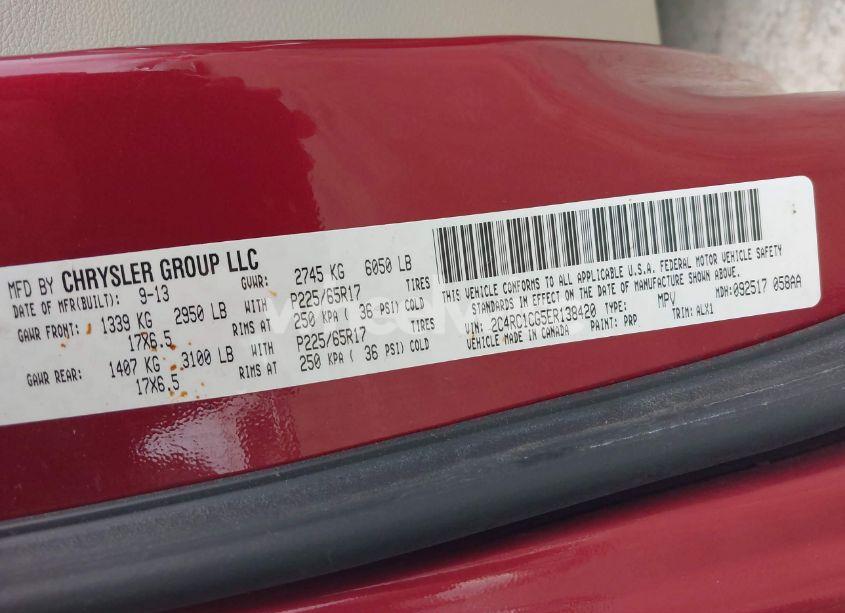 MFD BY CHRYSLER GROUP LLC
DATE OF MFR(BUILT): 9-13 GVWR: 2745 KG 6050 LB
GAWR FRONT: 1339 KG 2950 LB WITH P225/65R17 TIRES
17X6.5 RIMS AT 250 KPA ( 36 PSI) COLD
GAWR REAR: 1407 KG 3100 LB WITH P225/65R17 TIRES
17X6.5 RIMS AT 250 KPA ( 36 PSI) COLD
THIS VEHICLE CONFORMS TO ALL APPLICABLE U.S.A. FEDERAL MOTOR VEHICLE SAFETY
STANDARDS IN EFFECT ON THE DATE OF MANUFACTURE SHOWN ABOVE.
VIN: 2C4RC1CG5ER138420 TYPE: MPV MDH: 092517 058AA
VEHICLE MADE IN CANADA PAINT: PRP TRIM: ALX1